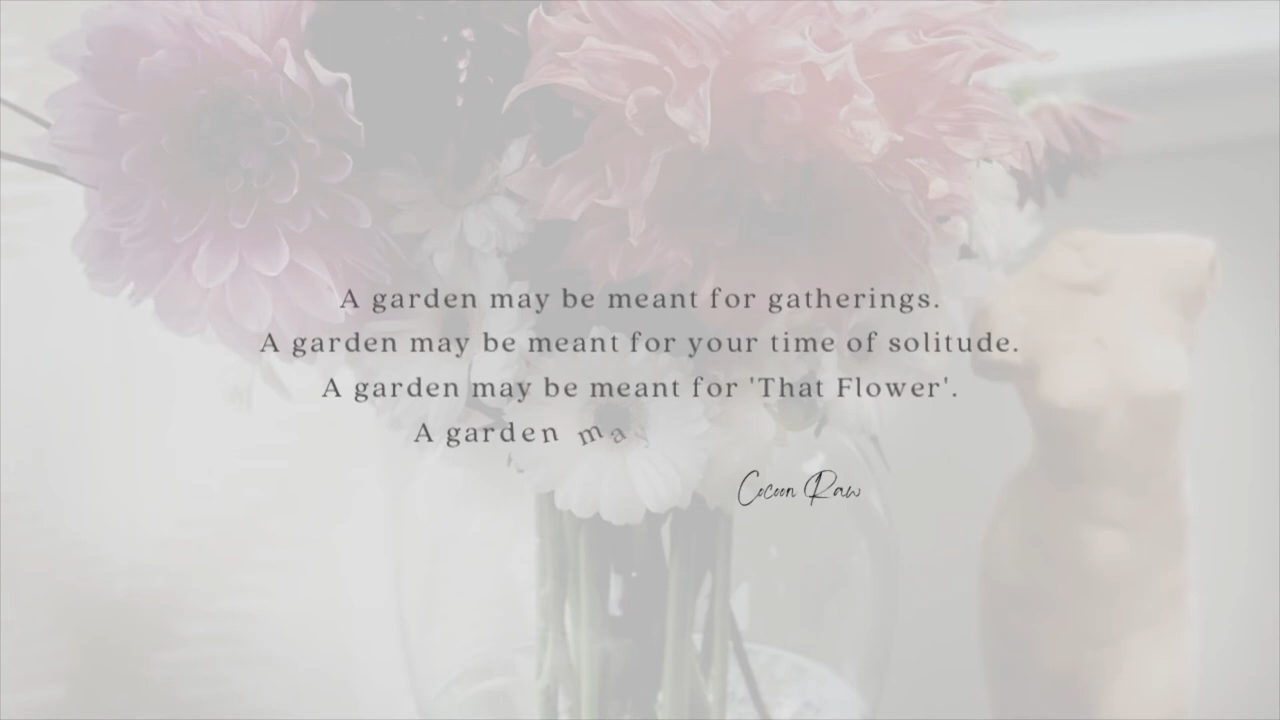 A garden may be meant for gatherings.
A garden may be meant for your time of solitude.
A garden may be meant for 'That Flower'.
A garden ma
Cocoon Raw